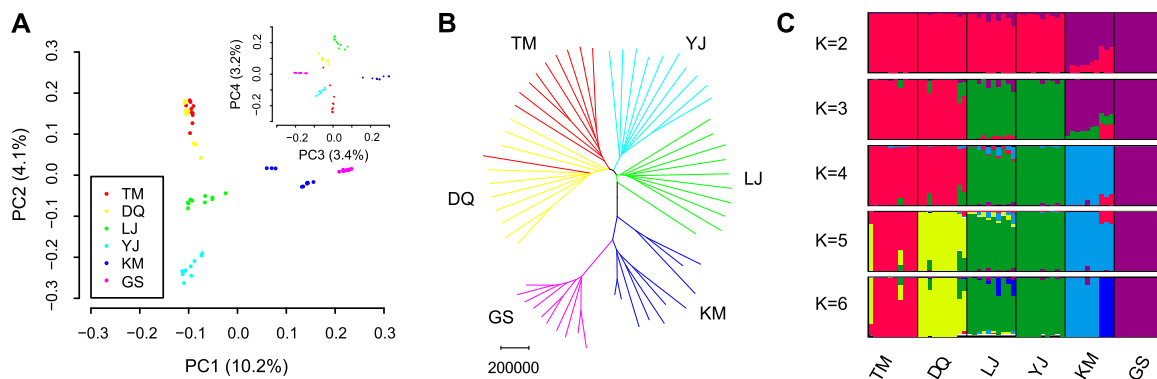 A
PC2 (4.1%)
0.3
0.2
0.1
0.0
−0.1
−0.2
−0.3
−0.3
−0.2
−0.1
0.0
0.1
0.2
0.3
PC1 (10.2%)
TM
DQ
LJ
YJ
KM
GS
PC4 (3.2%)
0.2
0.0
−0.2
−0.2
0.0
0.2
PC3 (3.4%)
B
TM
YJ
DQ
LJ
GS
KM
200000
C
K=2
K=3
K=4
K=5
K=6
TM
DQ
LJ
YJ
KM
GS